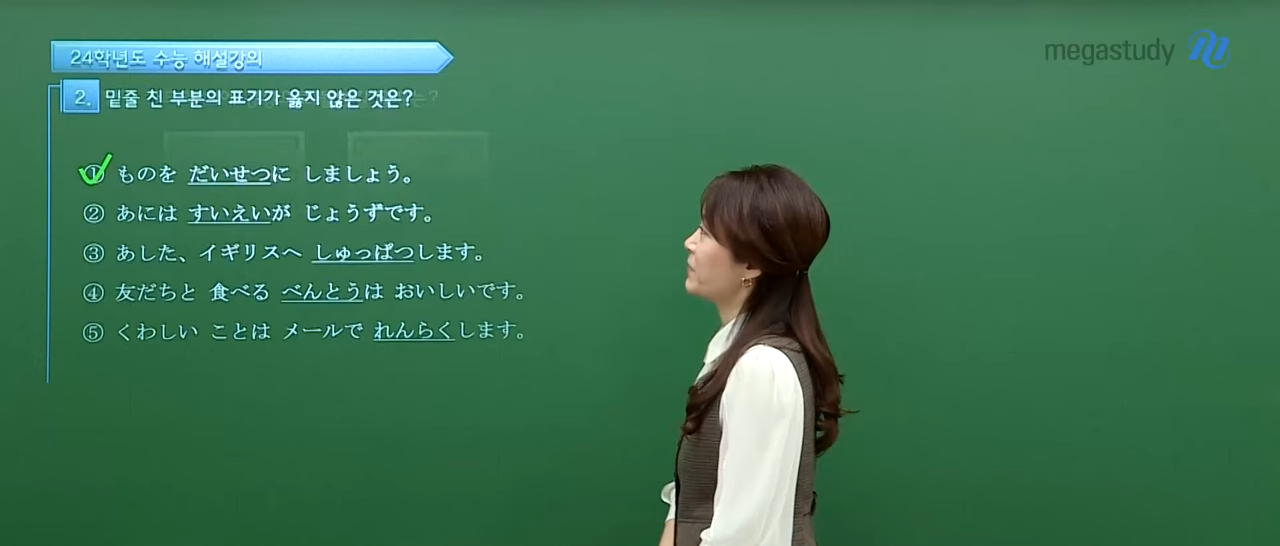 24학년도 수능 해설강의
megastudy
2. 밑줄 친 부분의 표기가 옳지 않은 것은?
① ものを だいせつに しましょう。
② あには すいえいが じょうずです。
③ あした、イギリスへ しゅっぱつします。
④ 友だちと 食べる べんとうは おいしいです。
⑤ くわしい ことは メールで れんらくします。